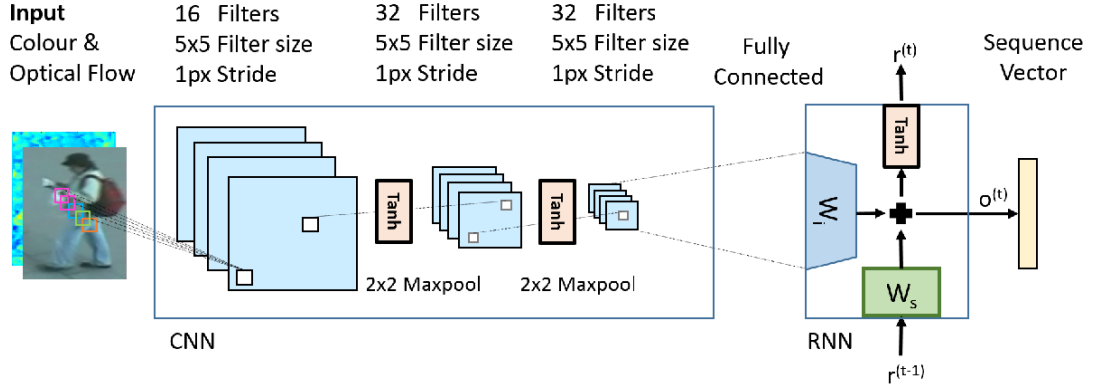 Input
Colour &
Optical Flow
16 Filters
5x5 Filter size
1px Stride
32 Filters
5x5 Filter size
1px Stride
32 Filters
5x5 Filter size
1px Stride
Fully
Connected
r(t)
Sequence
Vector
Tanh
Tanh
2x2 Maxpool
2x2 Maxpool
CNN
Wi
Tanh
o(t)
Ws
RNN
r(t-1)